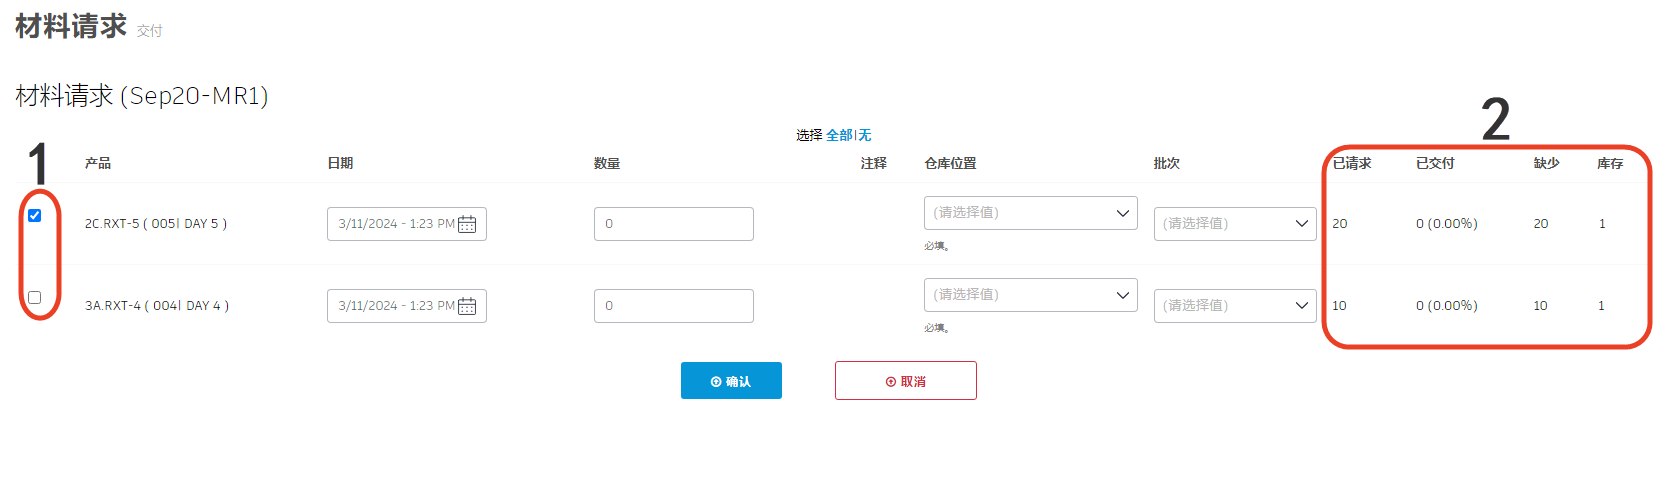 材料请求 交付
材料请求 (Sep20-MR1)
2
选择 全部|无
1
产品 日期 数量 注释 仓库位置 批次 已请求 已交付 缺少 库存
2C.RXT-5 ( 005| DAY 5 ) 3/11/2024 - 1:23 PM 0 (请选择值) (请选择值) 20 0 (0.00%) 20 1
必填。
3A.RXT-4 ( 004| DAY 4 ) 3/11/2024 - 1:23 PM 0 (请选择值) (请选择值) 10 0 (0.00%) 10 1
必填。
确认 取消